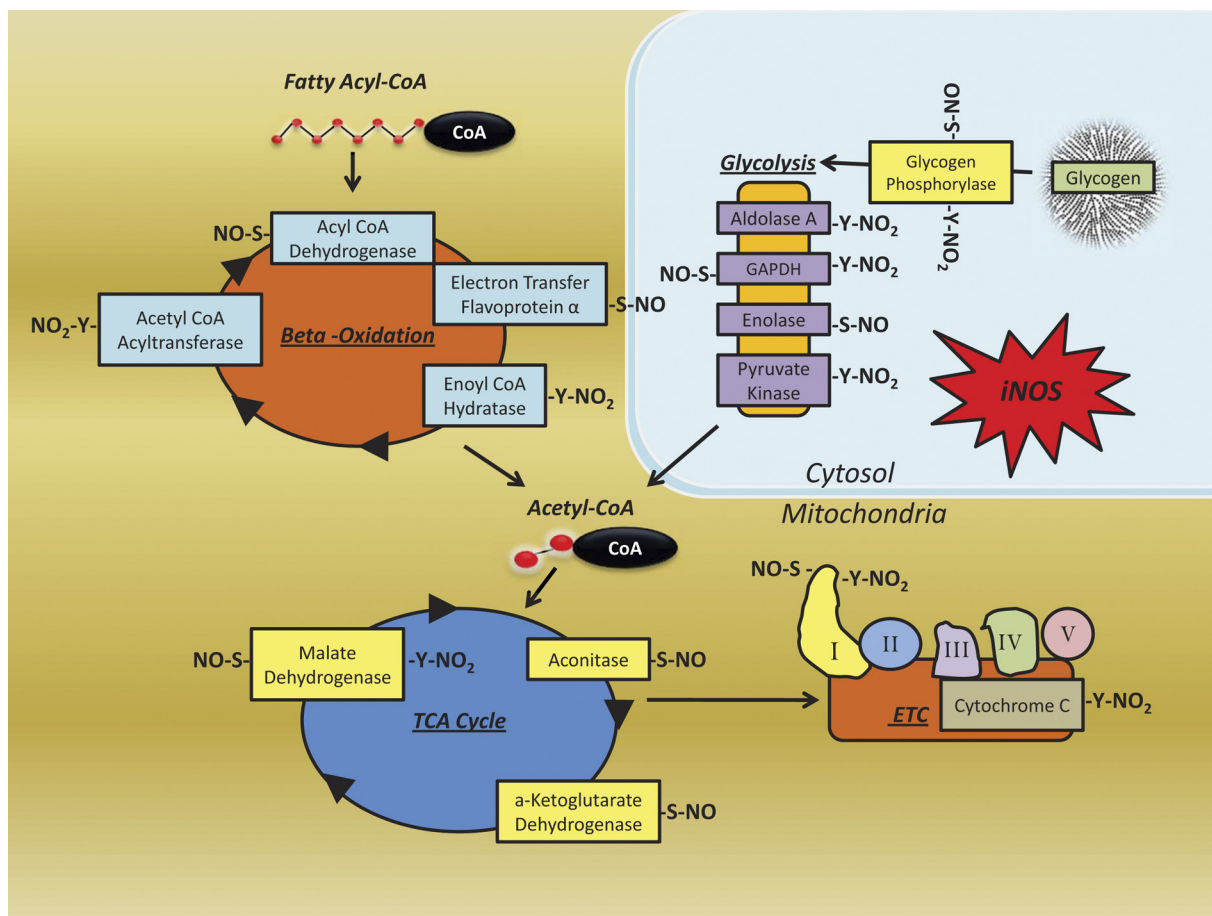 Fatty Acyl-CoA
CoA
NO-S-
Acyl CoA
Dehydrogenase
Electron Transfer
Flavoprotein α
-S-NO
NO₂-Y-
Acetyl CoA
Acyltransferase
Beta -Oxidation
Enoyl CoA
Hydratase
-Y-NO₂
Glycolysis
NO-S-
Glycogen
Phosphorylase
-Y-NO₂
Glycogen
Aldolase A
-Y-NO₂
NO-S-
GAPDH
-Y-NO₂
Enolase
-S-NO
Pyruvate
Kinase
-Y-NO₂
iNOS
Cytosol
Mitochondria
Acetyl-CoA
CoA
NO-S-
Malate
Dehydrogenase
-Y-NO₂
Aconitase
-S-NO
TCA Cycle
a-Ketoglutarate
Dehydrogenase
-S-NO
NO-S -
-Y-NO₂
I
II
III
IV
V
ETC
Cytochrome C
-Y-NO₂